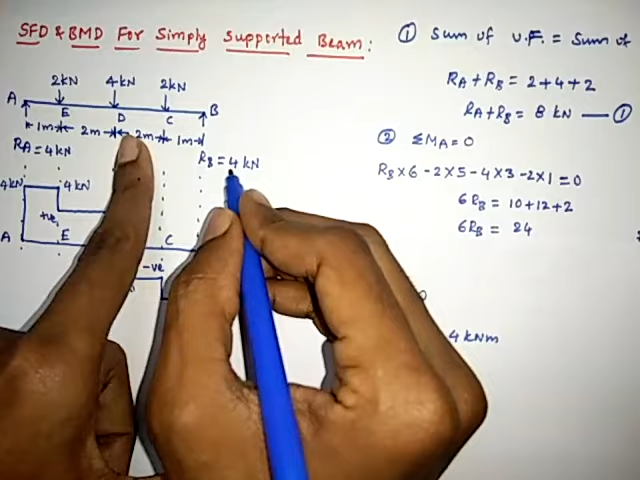 SFD & BMD For Simply Supported Beam :
① Sum of V.F. = Sum of
RA + RB = 2+4+2
RA+RB = 8 kN — ①
② ΣMA = 0
RB×6 - 2×5 - 4×3 - 2×1 = 0
6RB = 10+12+2
6RB = 24
4 kNm
2kN 4kN 2kN
A E D C B
1m 2m 2m 1m
RA = 4kN RB = 4 kN
4kN 4kN
+ve
A E C
-ve